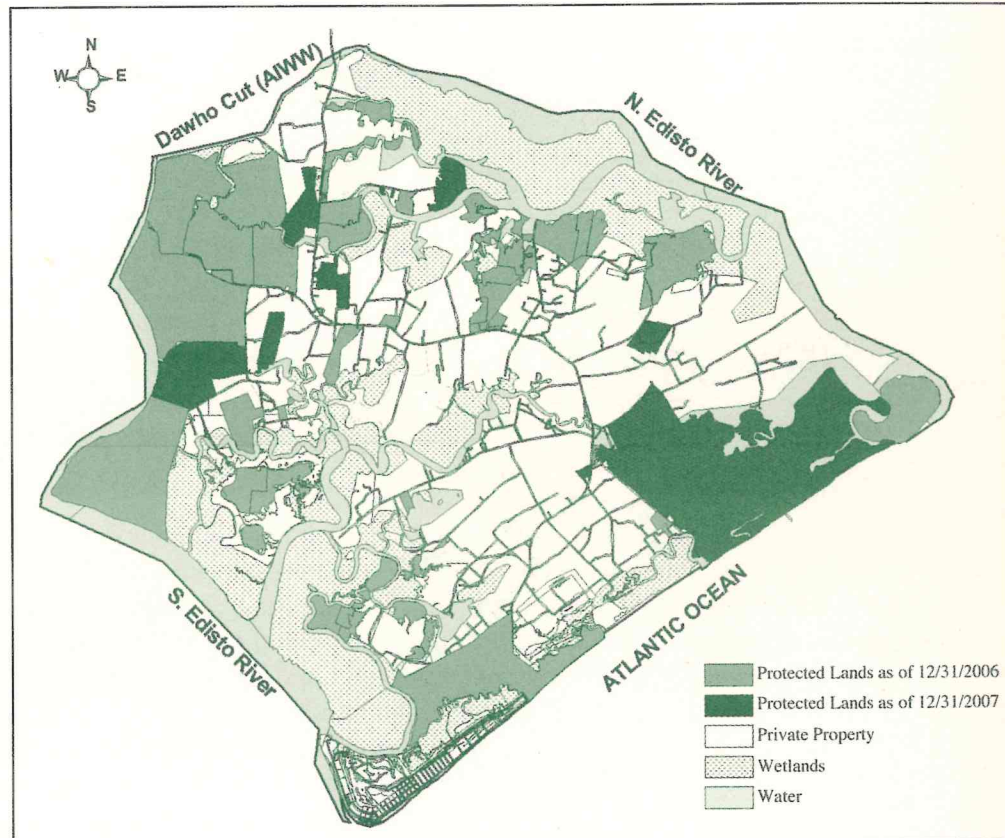 N
W E
S
Dawho Cut (AIWW)
N. Edisto River
S. Edisto River
ATLANTIC OCEAN
Protected Lands as of 12/31/2006
Protected Lands as of 12/31/2007
Private Property
Wetlands
Water